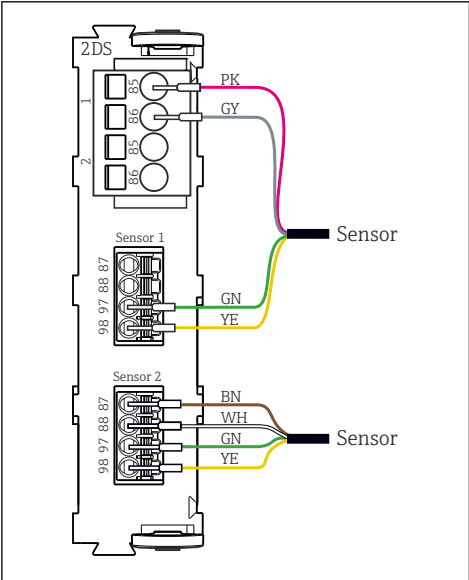 2DS
1
85
PK
86
GY
2
85
86
Sensor
Sensor 1
87
88
97
GN
98
YE
Sensor 2
87
BN
88
WH
97
GN
Sensor
98
YE